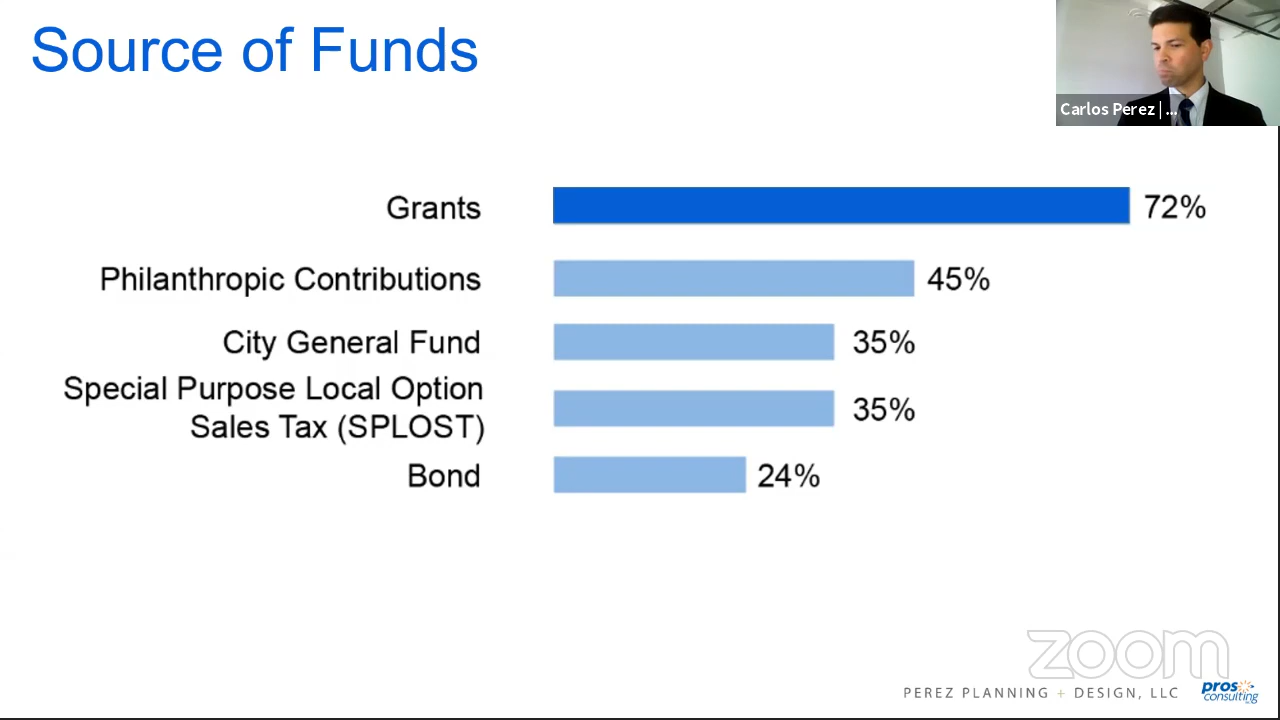 Source of Funds
Carlos Perez | ...
Grants
72%
Philanthropic Contributions
45%
City General Fund
35%
Special Purpose Local Option
Sales Tax (SPLOST)
35%
Bond
24%
zoom
PEREZ PLANNING + DESIGN, LLC
pros
consulting